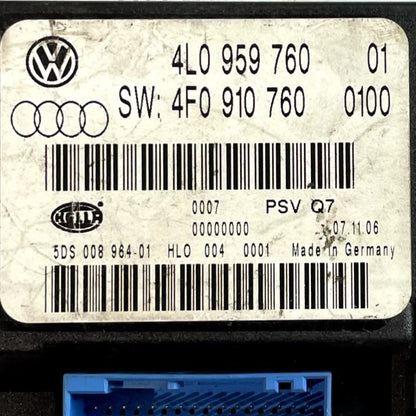 4L0 959 760 01
SW: 4F0 910 760 0100
HELLA
0007 PSV Q7
00000000 07.11.06
5DS 008 964-01 HLO 004 0001 Made in Germany